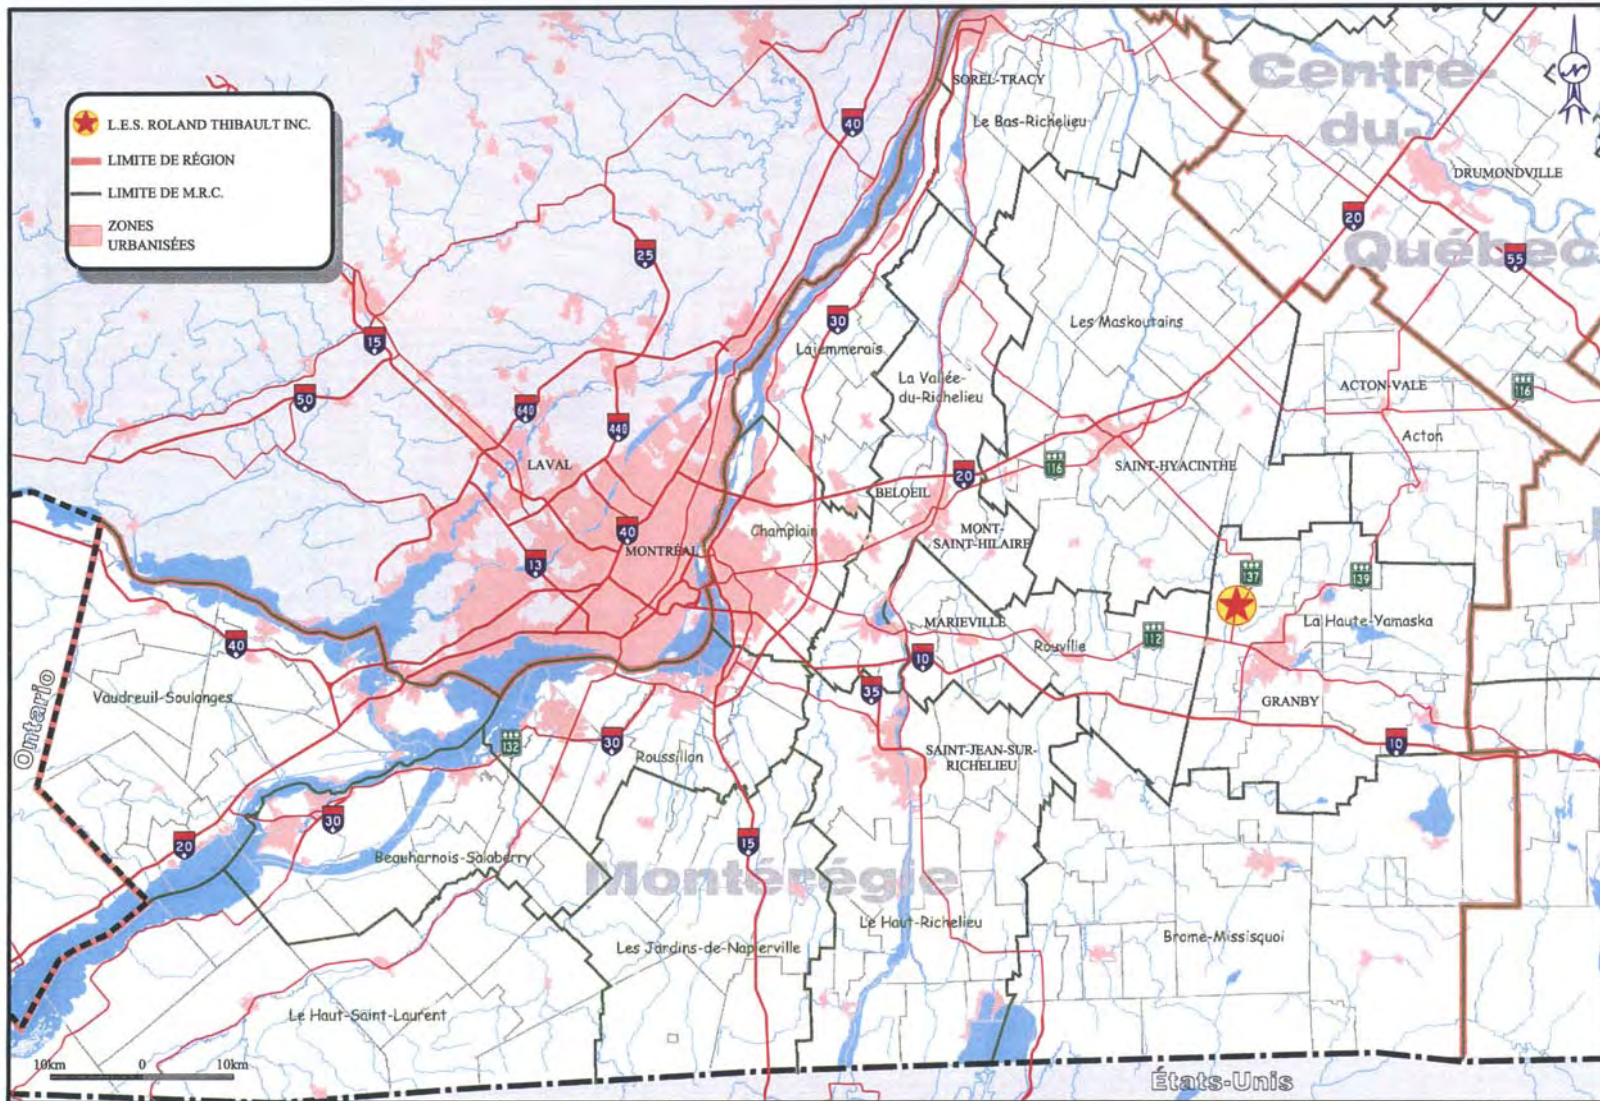 L.E.S. ROLAND THIBAULT INC.
LIMITE DE RÉGION
LIMITE DE M.R.C.
ZONES
URBANISÉES
Centre-
du-
Québec
N
SOREL-TRACY
Le Bas-Richelieu
DRUMONDVILLE
40
20
55
25
30
Lajemmerais
Les Maskoutains
15
La Vallée-
du-Richelieu
ACTON-VALE
116
50
640
440
Acton
LAVAL
116
SAINT-HYACINTHE
20
BELOEIL
40
MONTRÉAL
Champlain
MONT-
SAINT-HILAIRE
13
137
139
MARIEVILLE
La Haute-Yamaska
Rouville
112
40
10
35
Ontario
Vaudreuil-Soulanges
GRANBY
132
30
Roussillon
SAINT-JEAN-SUR-
RICHELIEU
10
20
30
15
Beauharnois-Salaberry
Montérégie
Le Haut-Richelieu
Les Jardins-de-Napierville
Brome-Missisquoi
Le Haut-Saint-Laurent
10km 0 10km
États-Unis